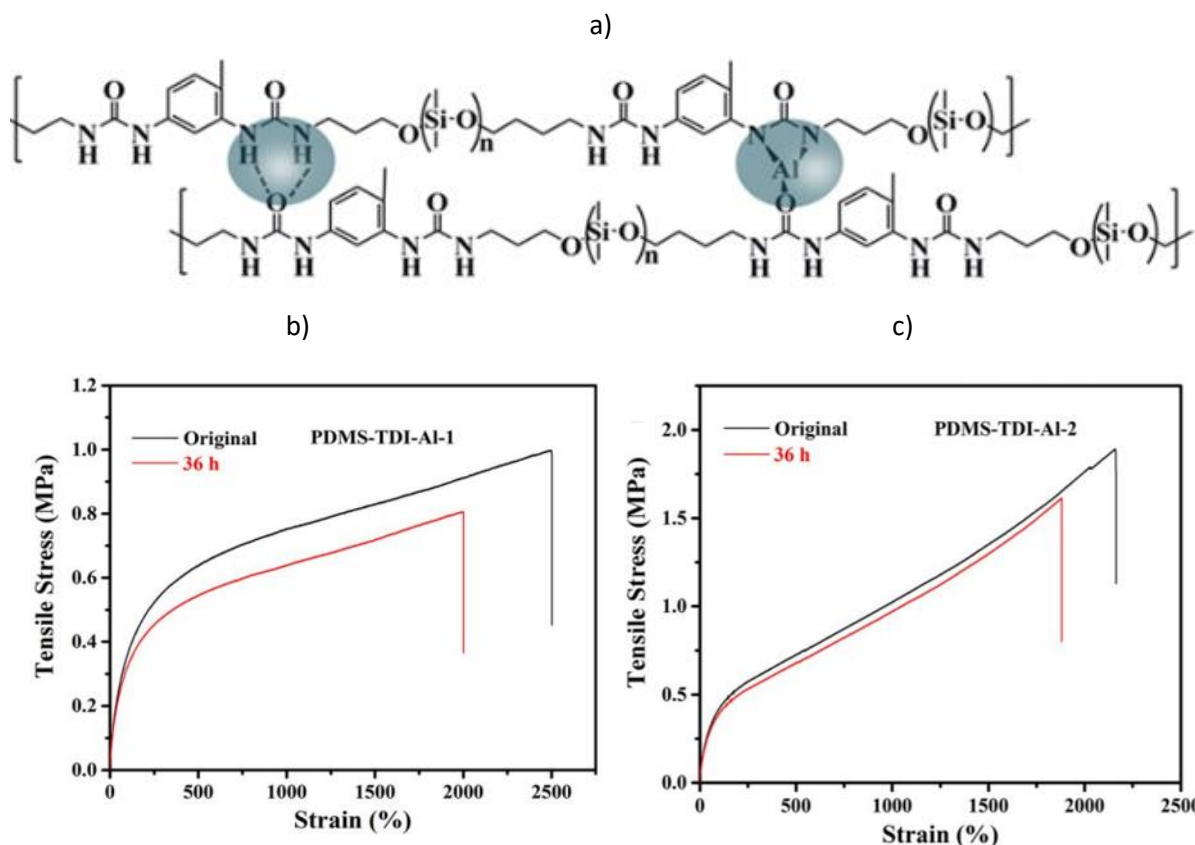 a)
O O O O
N N N N O (Si-O) n N N N N O (Si-O)
H H H H H H Al
O O O O
N N N N O (Si-O) n N N N N O (Si-O)
H H H H H H H H
b) c)
1.2
1.0
0.8
0.6
0.4
0.2
0.0
Tensile Stress (MPa)
Original
36 h
PDMS-TDI-Al-1
0 500 1000 1500 2000 2500
Strain (%)
2.0
1.5
1.0
0.5
0.0
Tensile Stress (MPa)
Original
36 h
PDMS-TDI-Al-2
0 500 1000 1500 2000 2500
Strain (%)